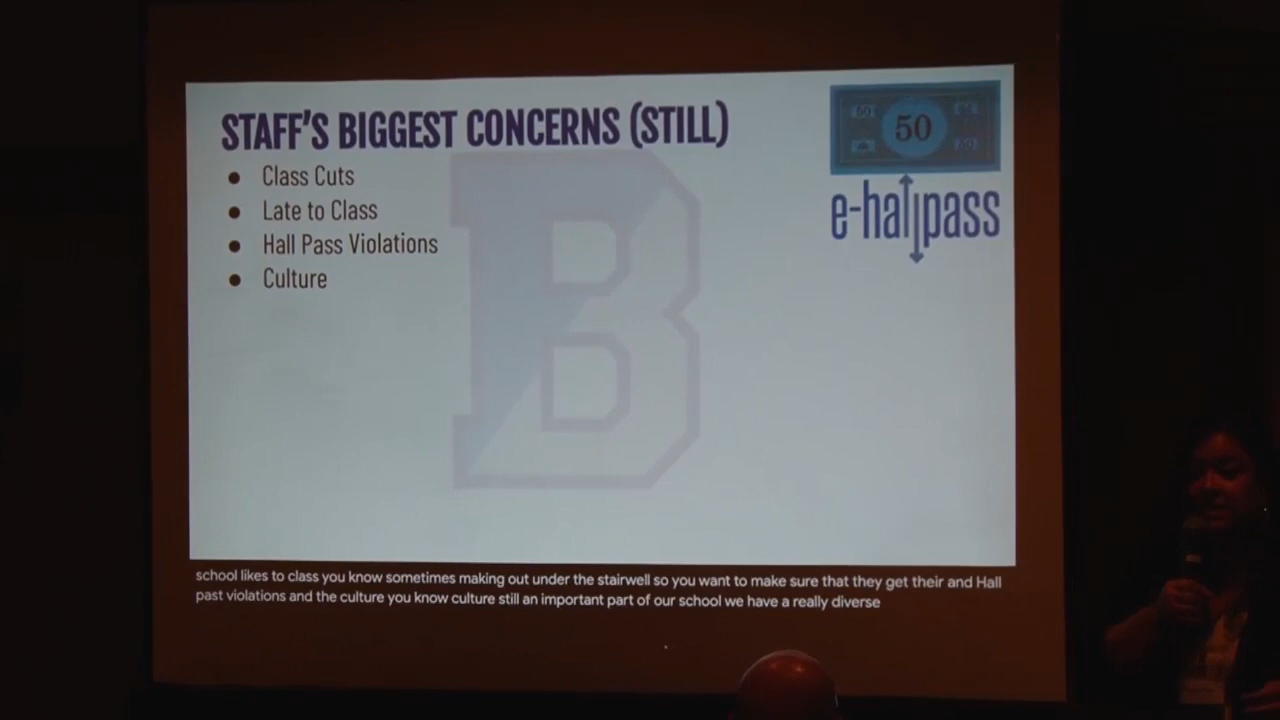 STAFF'S BIGGEST CONCERNS (STILL)
50
e-hallpass
● Class Cuts
● Late to Class
● Hall Pass Violations
● Culture
B
school likes to class you know sometimes making out under the stairwell so you want to make sure that they get their and Hall
past violations and the culture you know culture still an important part of our school we have a really diverse